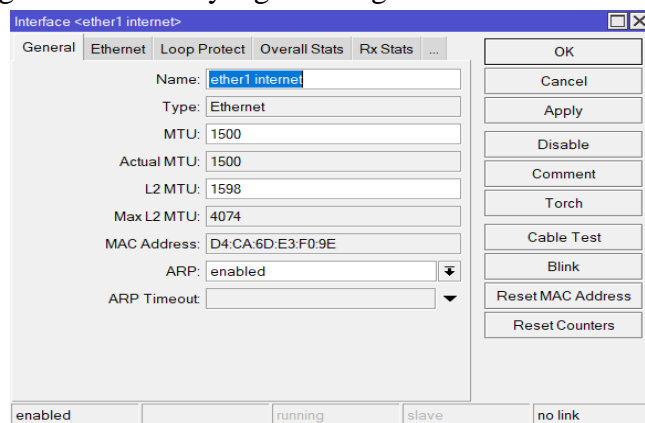 Interface <ether1 internet>
General Ethernet Loop Protect Overall Stats Rx Stats ...
Name: ether1 internet
Type: Ethernet
MTU: 1500
Actual MTU: 1500
L2 MTU: 1598
Max L2 MTU: 4074
MAC Address: D4:CA:6D:E3:F0:9E
ARP: enabled
ARP Timeout:
OK
Cancel
Apply
Disable
Comment
Torch
Cable Test
Blink
Reset MAC Address
Reset Counters
enabled running slave no link